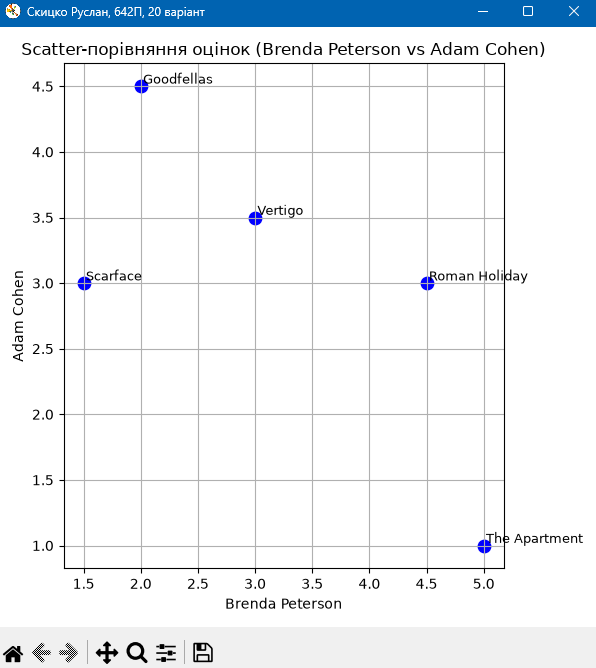 Скицко Руслан, 642П, 20 варіант
Scatter-порівняння оцінок (Brenda Peterson vs Adam Cohen)
Goodfellas
4.5
4.0
Vertigo
3.5
Scarface
Roman Holiday
3.0
Adam Cohen
2.5
2.0
1.5
The Apartment
1.0
1.5 2.0 2.5 3.0 3.5 4.0 4.5 5.0
Brenda Peterson